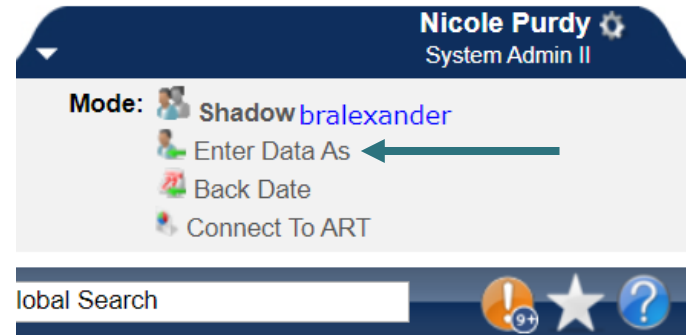 Nicole Purdy
System Admin II
Mode: Shadow bralexander
Enter Data As
Back Date
Connect To ART
lobal Search
9+